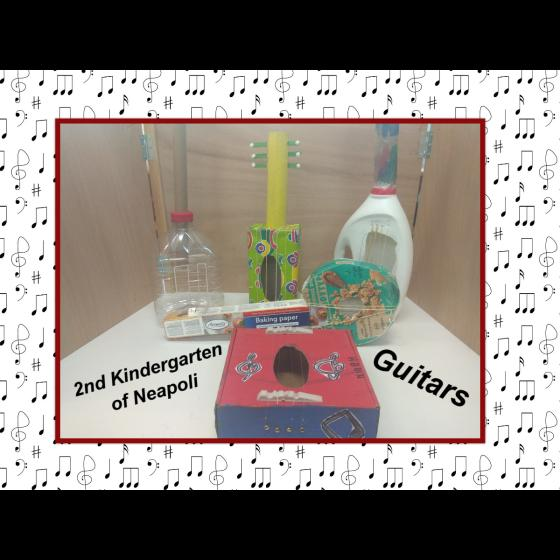 Baking paper
2nd Kindergarten
of Neapoli
Guitars